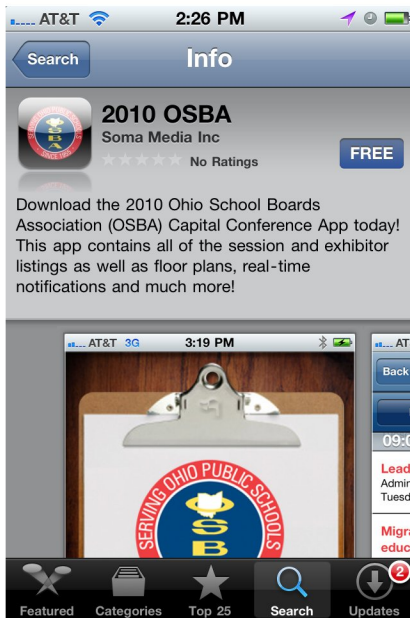 AT&T 2:26 PM
Search Info
2010 OSBA
Soma Media Inc
No Ratings
FREE
Download the 2010 Ohio School Boards
Association (OSBA) Capital Conference App today!
This app contains all of the session and exhibitor
listings as well as floor plans, real-time
notifications and much more!
AT&T 3G 3:19 PM
SERVING OHIO PUBLIC SCHOOLS
OSB
AT
Back
09:0
Lead
Admin
Tuesd
Migra
educ
Featured Categories Top 25 Search Updates
2